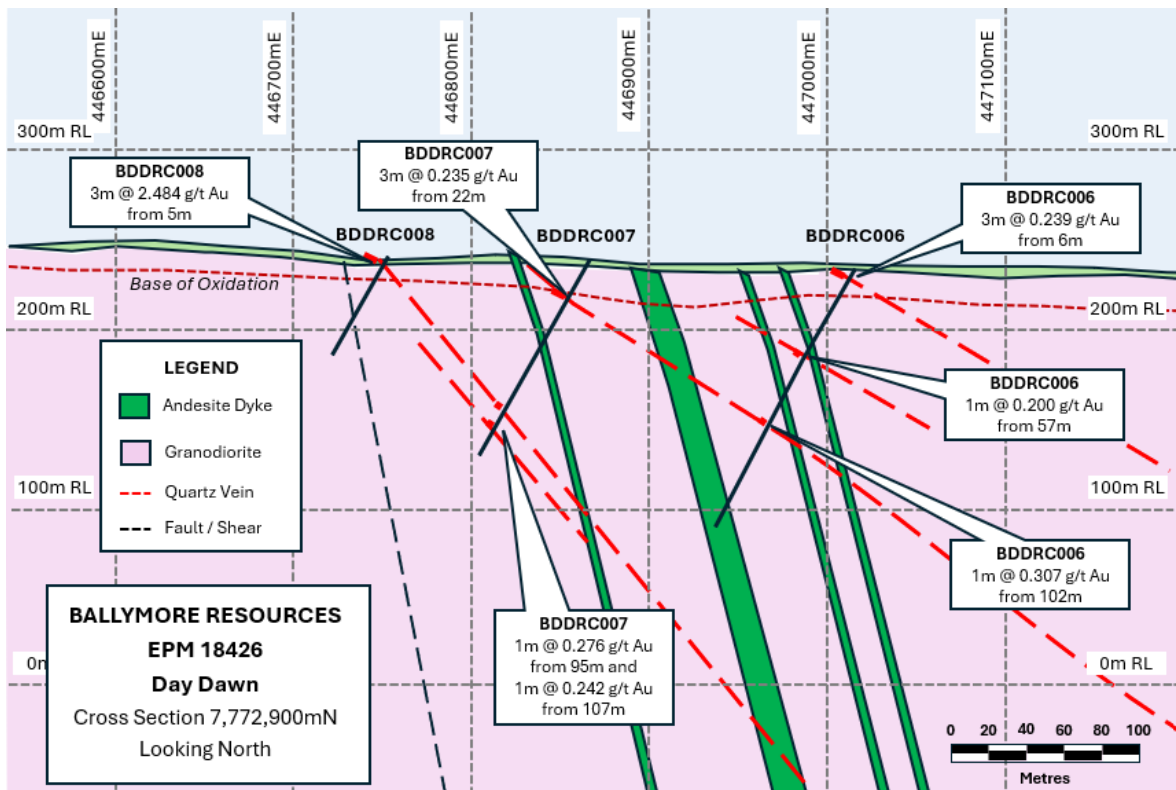 446600mE
446700mE
446800mE
446900mE
447000mE
447100mE
300m RL
300m RL
BDDRC008
3m @ 2.484 g/t Au
from 5m
BDDRC007
3m @ 0.235 g/t Au
from 22m
BDDRC006
3m @ 0.239 g/t Au
from 6m
BDDRC008
BDDRC007
BDDRC006
Base of Oxidation
200m RL
200m RL
LEGEND
Andesite Dyke
Granodiorite
Quartz Vein
Fault / Shear
BDDRC006
1m @ 0.200 g/t Au
from 57m
100m RL
100m RL
BDDRC006
1m @ 0.307 g/t Au
from 102m
BALLYMORE RESOURCES
EPM 18426
Day Dawn
Cross Section 7,772,900mN
Looking North
BDDRC007
1m @ 0.276 g/t Au
from 95m and
1m @ 0.242 g/t Au
from 107m
0m RL
0 20 40 60 80 100
Metres